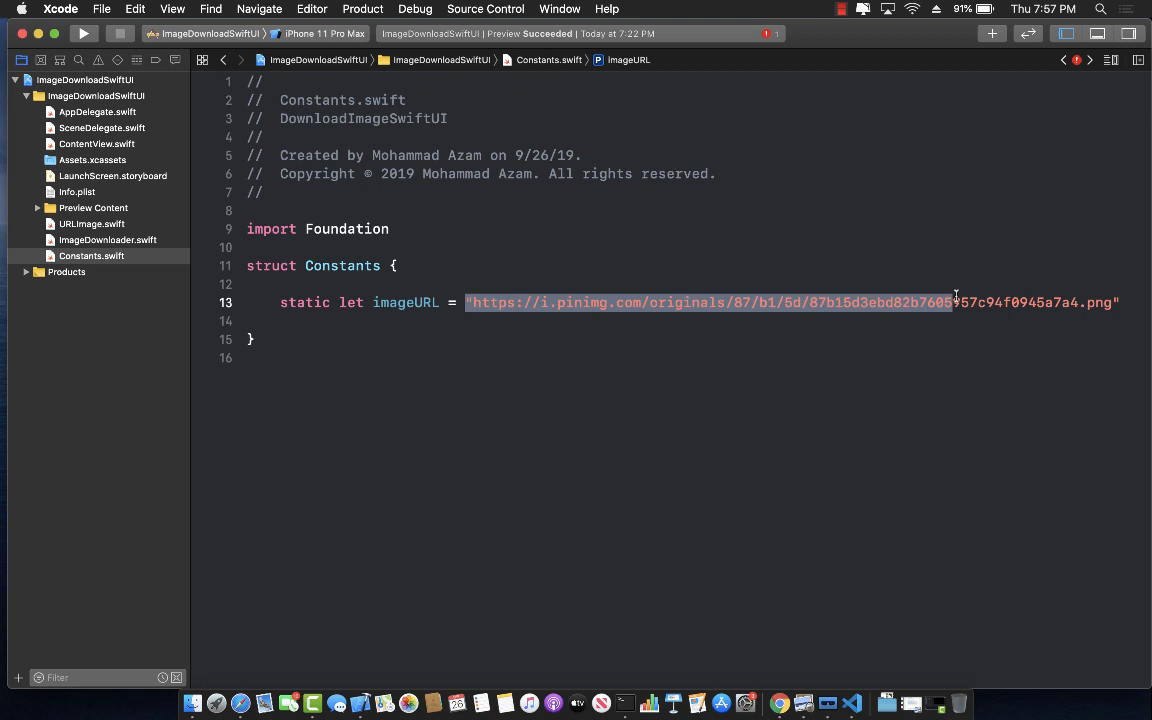 Xcode File Edit View Find Navigate Editor Product Debug Source Control Window Help 91% Thu 7:57 PM
ImageDownloadSwiftUI iPhone 11 Pro Max ImageDownloadSwiftUI | Preview Succeeded | Today at 7:22 PM 1
ImageDownloadSwiftUI ImageDownloadSwiftUI Constants.swift P imageURL
ImageDownloadSwiftUI
ImageDownloadSwiftUI
AppDelegate.swift
SceneDelegate.swift
ContentView.swift
Assets.xcassets
LaunchScreen.storyboard
Info.plist
Preview Content
URLImage.swift
ImageDownloader.swift
Constants.swift
Products
1 //
2 // Constants.swift
3 // DownloadImageSwiftUI
4 //
5 // Created by Mohammad Azam on 9/26/19.
6 // Copyright © 2019 Mohammad Azam. All rights reserved.
7 //
8
9 import Foundation
10
11 struct Constants {
12
13 static let imageURL = "https://i.pinimg.com/originals/87/b1/5d/87b15d3ebd82b7605957c94f0945a7a4.png"
14
15 }
16
Filter